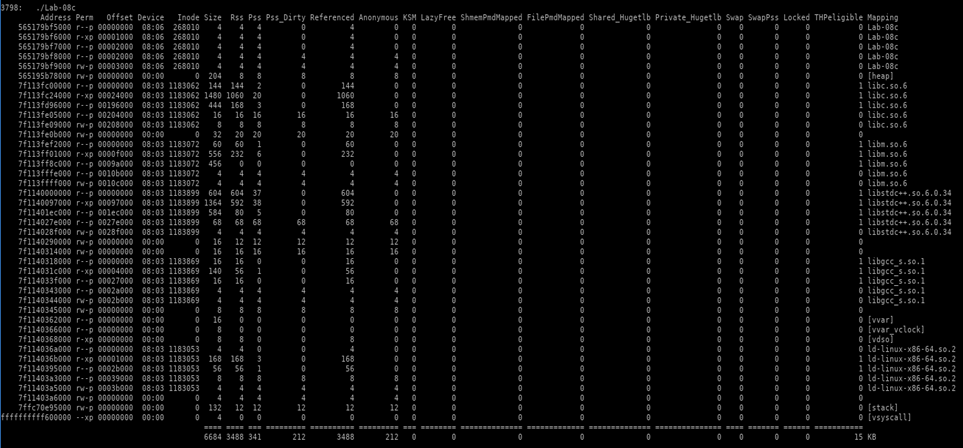 3798: ./Lab-08c
Address Perm Offset Device Inode Size Rss Pss Pss_Dirty Referenced Anonymous KSM LazyFree ShmemPmdMapped FilePmdMapped Shared_Hugetlb Private_Hugetlb Swap SwapPss Locked THPeligible Mapping
565179bf5000 r--p 00000000 08:06 268010 4 4 4 0 4 0 0 0 0 0 0 0 0 0 0 0 Lab-08c
565179bf6000 r-xp 00001000 08:06 268010 4 4 4 0 4 0 0 0 0 0 0 0 0 0 0 0 Lab-08c
565179bf7000 r--p 00002000 08:06 268010 4 4 4 0 4 0 0 0 0 0 0 0 0 0 0 0 Lab-08c
565179bf8000 r--p 00002000 08:06 268010 4 4 4 4 4 4 0 0 0 0 0 0 0 0 0 0 Lab-08c
565179bf9000 rw-p 00003000 08:06 268010 4 4 4 4 4 4 0 0 0 0 0 0 0 0 0 0 Lab-08c
565195b78000 rw-p 00000000 00:00 0 204 8 8 8 8 8 0 0 0 0 0 0 0 0 0 0 [heap]
7f113fc00000 r--p 00000000 08:03 1183062 144 144 2 0 144 0 0 0 0 0 0 0 0 0 0 1 libc.so.6
7f113fc24000 r-xp 00024000 08:03 1183062 1480 1060 20 0 1060 0 0 0 0 0 0 0 0 0 0 1 libc.so.6
7f113fd96000 r--p 00196000 08:03 1183062 444 168 3 0 168 0 0 0 0 0 0 0 0 0 0 1 libc.so.6
7f113fe05000 r--p 00204000 08:03 1183062 16 16 16 16 16 16 0 0 0 0 0 0 0 0 0 0 libc.so.6
7f113fe09000 rw-p 00208000 08:03 1183062 8 8 8 8 8 8 0 0 0 0 0 0 0 0 0 0 libc.so.6
7f113fe0b000 rw-p 00000000 00:00 0 32 20 20 20 20 20 0 0 0 0 0 0 0 0 0 0
7f113fef2000 r--p 00000000 08:03 1183072 60 60 1 0 60 0 0 0 0 0 0 0 0 0 0 1 libm.so.6
7f113ff01000 r-xp 0000f000 08:03 1183072 556 232 6 0 232 0 0 0 0 0 0 0 0 0 0 1 libm.so.6
7f113ff8c000 r--p 0009a000 08:03 1183072 456 0 0 0 0 0 0 0 0 0 0 0 0 0 0 1 libm.so.6
7f113fffe000 r--p 0010b000 08:03 1183072 4 4 4 4 4 4 0 0 0 0 0 0 0 0 0 0 libm.so.6
7f113ffff000 rw-p 0010c000 08:03 1183072 4 4 4 4 4 4 0 0 0 0 0 0 0 0 0 0 libm.so.6
7f1140000000 r--p 00000000 08:03 1183899 604 604 37 0 604 0 0 0 0 0 0 0 0 0 0 1 libstdc++.so.6.0.34
7f1140097000 r-xp 00097000 08:03 1183899 1364 592 38 0 592 0 0 0 0 0 0 0 0 0 0 1 libstdc++.so.6.0.34
7f11401ec000 r--p 001ec000 08:03 1183899 584 80 5 0 80 0 0 0 0 0 0 0 0 0 0 1 libstdc++.so.6.0.34
7f114027e000 r--p 0027e000 08:03 1183899 68 68 68 68 68 68 0 0 0 0 0 0 0 0 0 0 libstdc++.so.6.0.34
7f114028f000 rw-p 0028f000 08:03 1183899 4 4 4 4 4 4 0 0 0 0 0 0 0 0 0 0 libstdc++.so.6.0.34
7f1140290000 rw-p 00000000 00:00 0 16 12 12 12 12 12 0 0 0 0 0 0 0 0 0 0
7f1140314000 rw-p 00000000 00:00 0 16 16 16 16 16 16 0 0 0 0 0 0 0 0 0 0
7f1140318000 r--p 00000000 08:03 1183869 16 16 0 0 16 0 0 0 0 0 0 0 0 0 0 1 libgcc_s.so.1
7f114031c000 r-xp 00004000 08:03 1183869 140 56 1 0 56 0 0 0 0 0 0 0 0 0 0 1 libgcc_s.so.1
7f114033f000 r--p 00027000 08:03 1183869 16 16 0 0 16 0 0 0 0 0 0 0 0 0 0 1 libgcc_s.so.1
7f1140343000 r--p 0002a000 08:03 1183869 4 4 4 4 4 4 0 0 0 0 0 0 0 0 0 0 libgcc_s.so.1
7f1140344000 rw-p 0002b000 08:03 1183869 4 4 4 4 4 4 0 0 0 0 0 0 0 0 0 0 libgcc_s.so.1
7f1140345000 rw-p 00000000 00:00 0 8 8 8 8 8 8 0 0 0 0 0 0 0 0 0 0
7f1140362000 r--p 00000000 00:00 0 16 0 0 0 0 0 0 0 0 0 0 0 0 0 0 0 [vvar]
7f1140366000 r--p 00000000 00:00 0 8 0 0 0 0 0 0 0 0 0 0 0 0 0 0 0 [vvar_vclock]
7f1140368000 r-xp 00000000 00:00 0 8 8 0 0 8 0 0 0 0 0 0 0 0 0 0 0 [vdso]
7f114036a000 r--p 00000000 08:03 1183053 4 4 0 0 4 0 0 0 0 0 0 0 0 0 0 0 ld-linux-x86-64.so.2
7f114036b000 r-xp 00001000 08:03 1183053 168 168 3 0 168 0 0 0 0 0 0 0 0 0 0 1 ld-linux-x86-64.so.2
7f1140395000 r--p 0002b000 08:03 1183053 56 56 1 0 56 0 0 0 0 0 0 0 0 0 0 1 ld-linux-x86-64.so.2
7f11403a3000 r--p 00039000 08:03 1183053 8 8 8 8 8 8 0 0 0 0 0 0 0 0 0 0 ld-linux-x86-64.so.2
7f11403a5000 rw-p 0003b000 08:03 1183053 4 4 4 4 4 4 0 0 0 0 0 0 0 0 0 0 ld-linux-x86-64.so.2
7f11403a6000 rw-p 00000000 00:00 0 4 4 4 4 4 4 0 0 0 0 0 0 0 0 0 0
7ffc70e95000 rw-p 00000000 00:00 0 132 12 12 12 12 12 0 0 0 0 0 0 0 0 0 0 [stack]
ffffffffff600000 --xp 00000000 00:00 0 4 0 0 0 0 0 0 0 0 0 0 0 0 0 0 0 [vsyscall]
==== ==== === ========= ========== ========= === ======== ============== ============= ============== =============== ==== ======= ====== ===========
6684 3488 341 212 3488 212 0 0 0 0 0 0 0 0 0 15 KB